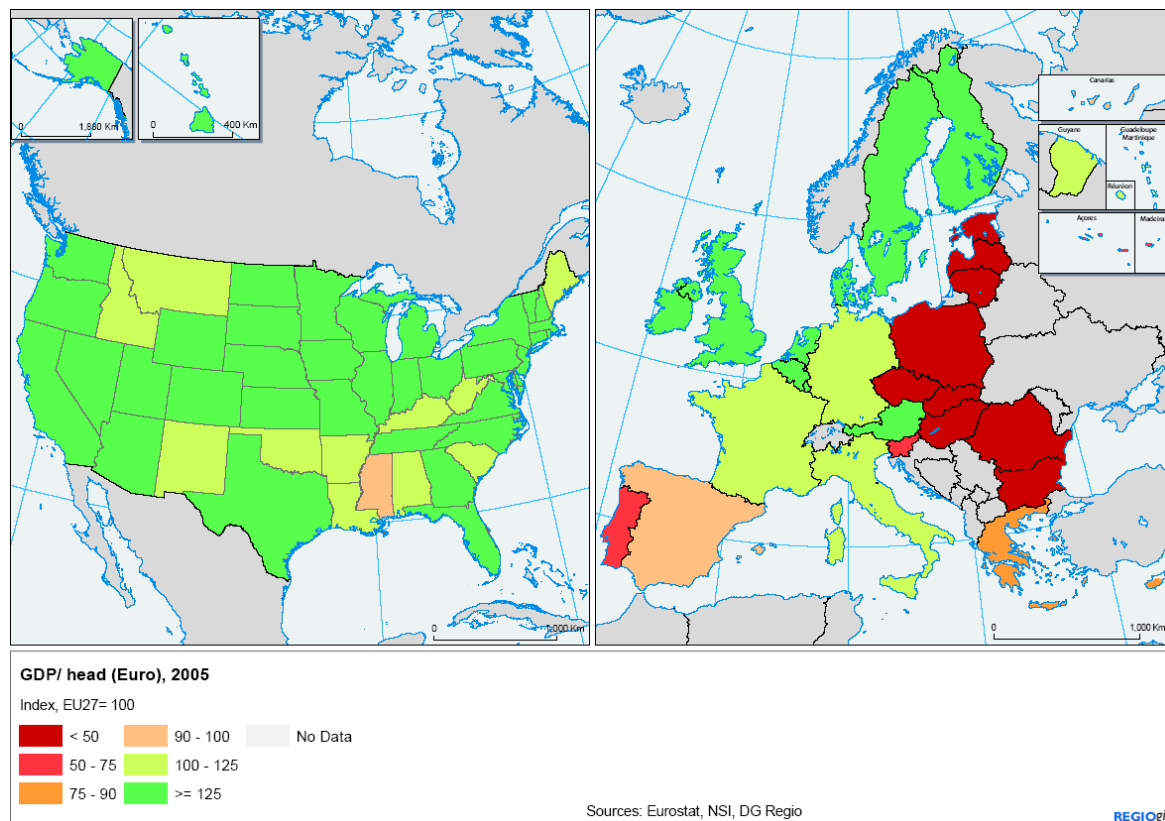 0 1,880 Km
0 400 Km
0 1,000 Km
Canarias
Guyane
Guadeloupe
Martinique
Réunion
Açores
Madeira
0 1,000 Km
GDP/ head (Euro), 2005
Index, EU27= 100
< 50
90 - 100
No Data
50 - 75
100 - 125
75 - 90
>= 125
Sources: Eurostat, NSI, DG Regio
REGIOgi